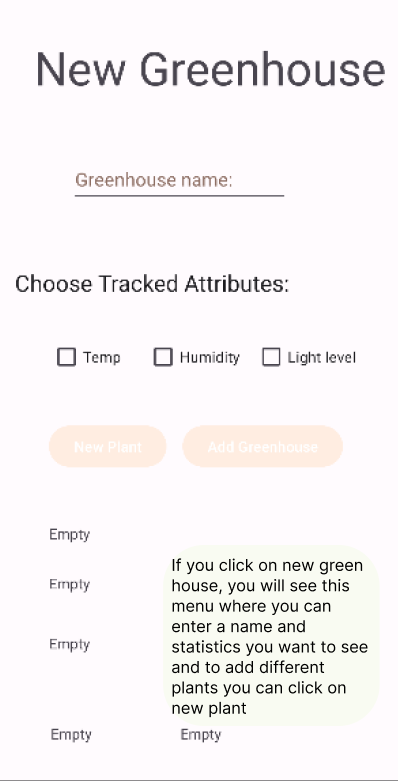 New Greenhouse
Greenhouse name:
Choose Tracked Attributes:
Temp Humidity Light level
New Plant Add Greenhouse
Empty
If you click on new green
Empty house, you will see this
menu where you can
enter a name and
Empty statistics you want to see
and to add different
plants you can click on
new plant
Empty Empty